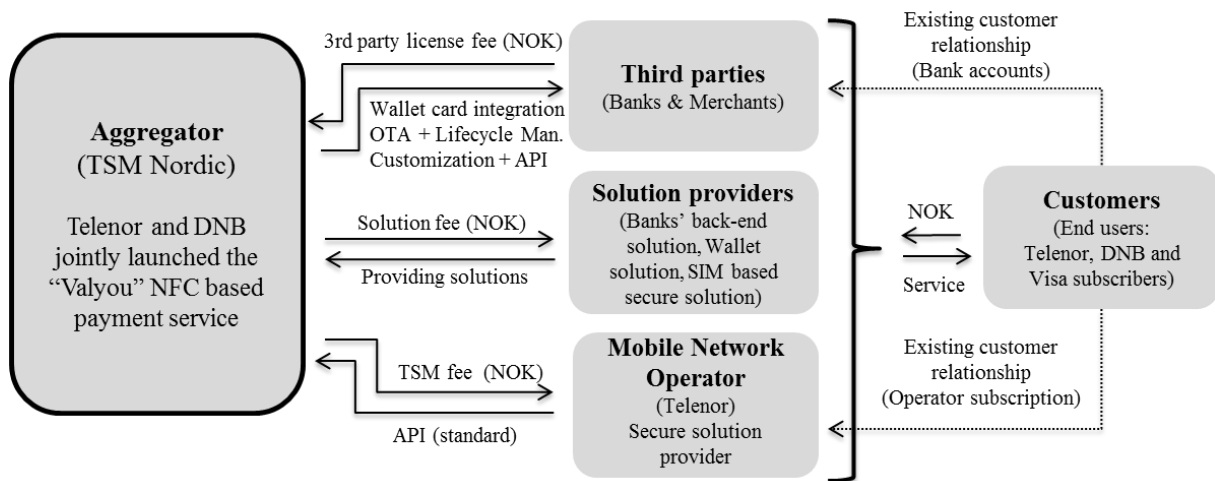 Aggregator
(TSM Nordic)
Telenor and DNB
jointly launched the
“Valyou” NFC based
payment service
3rd party license fee (NOK)
Wallet card integration
OTA + Lifecycle Man.
Customization + API
Solution fee (NOK)
Providing solutions
TSM fee (NOK)
API (standard)
Third parties
(Banks & Merchants)
Solution providers
(Banks’ back-end
solution, Wallet
solution, SIM based
secure solution)
Mobile Network
Operator
(Telenor)
Secure solution
provider
Existing customer
relationship
(Bank accounts)
NOK
Service
Customers
(End users:
Telenor, DNB and
Visa subscribers)
Existing customer
relationship
(Operator subscription)